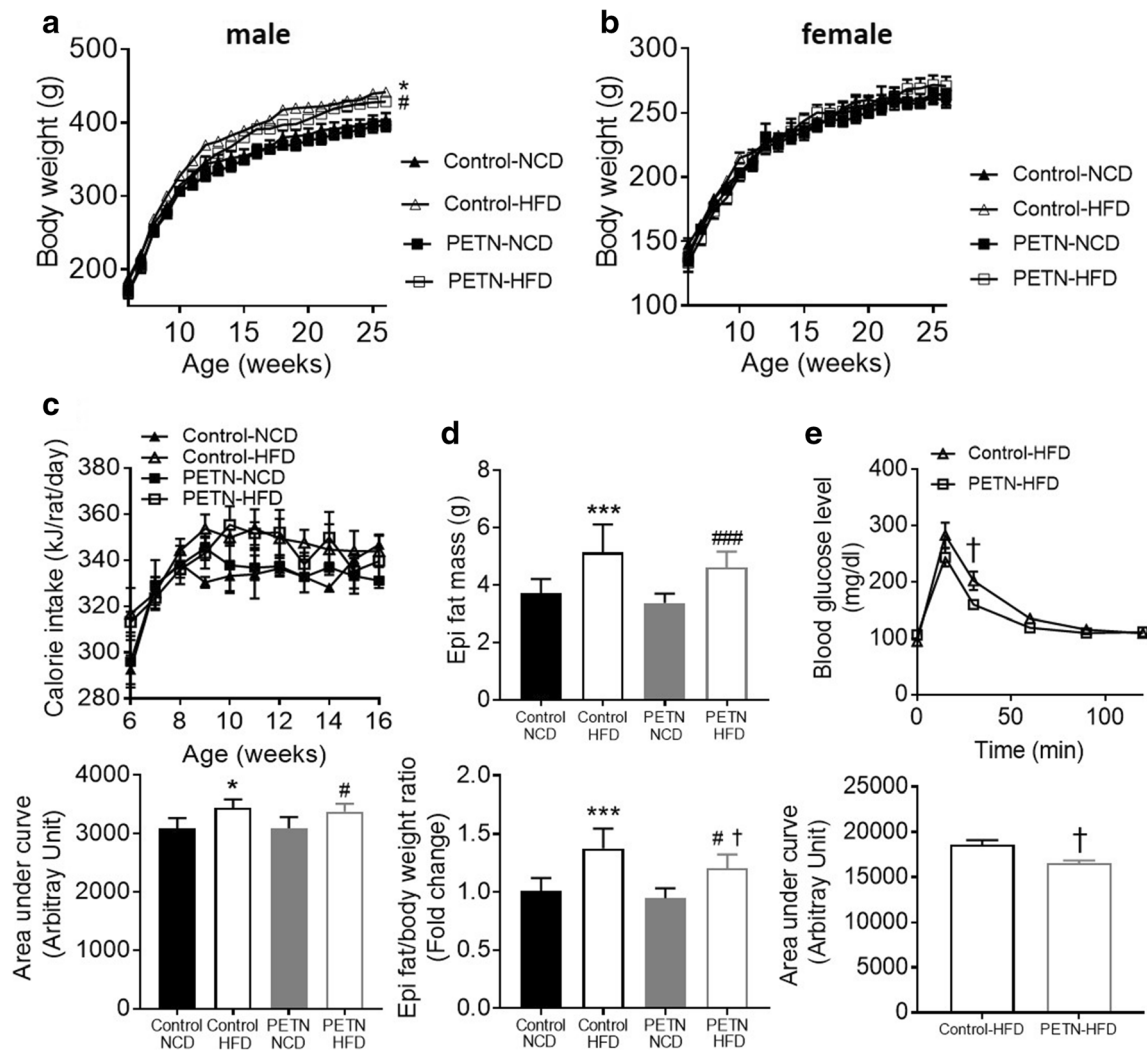 a
male
Body weight (g)
500
400
300
200
10 15 20 25
Age (weeks)
*
#
Control-NCD
Control-HFD
PETN-NCD
PETN-HFD
b
female
Body weight (g)
300
250
200
150
100
10 15 20 25
Age (weeks)
Control-NCD
Control-HFD
PETN-NCD
PETN-HFD
c
Control-NCD
Control-HFD
PETN-NCD
PETN-HFD
Calorie intake (kJ/rat/day)
380
360
340
320
300
280
6 8 10 12 14 16
Age (weeks)
Area under curve
(Arbitray Unit)
4000
3000
2000
1000
0
*
#
Control
NCD
Control
HFD
PETN
NCD
PETN
HFD
d
Epi fat mass (g)
8
6
4
2
0
***
###
Control
NCD
Control
HFD
PETN
NCD
PETN
HFD
Epi fat/body weight ratio
(Fold change)
2.0
1.5
1.0
0.5
0.0
***
# †
Control
NCD
Control
HFD
PETN
NCD
PETN
HFD
e
Control-HFD
PETN-HFD
Blood glucose level
(mg/dl)
400
300
200
100
0
†
0 50 100
Time (min)
Area under curve
(Arbitray Unit)
25000
20000
15000
10000
5000
0
†
Control-HFD
PETN-HFD